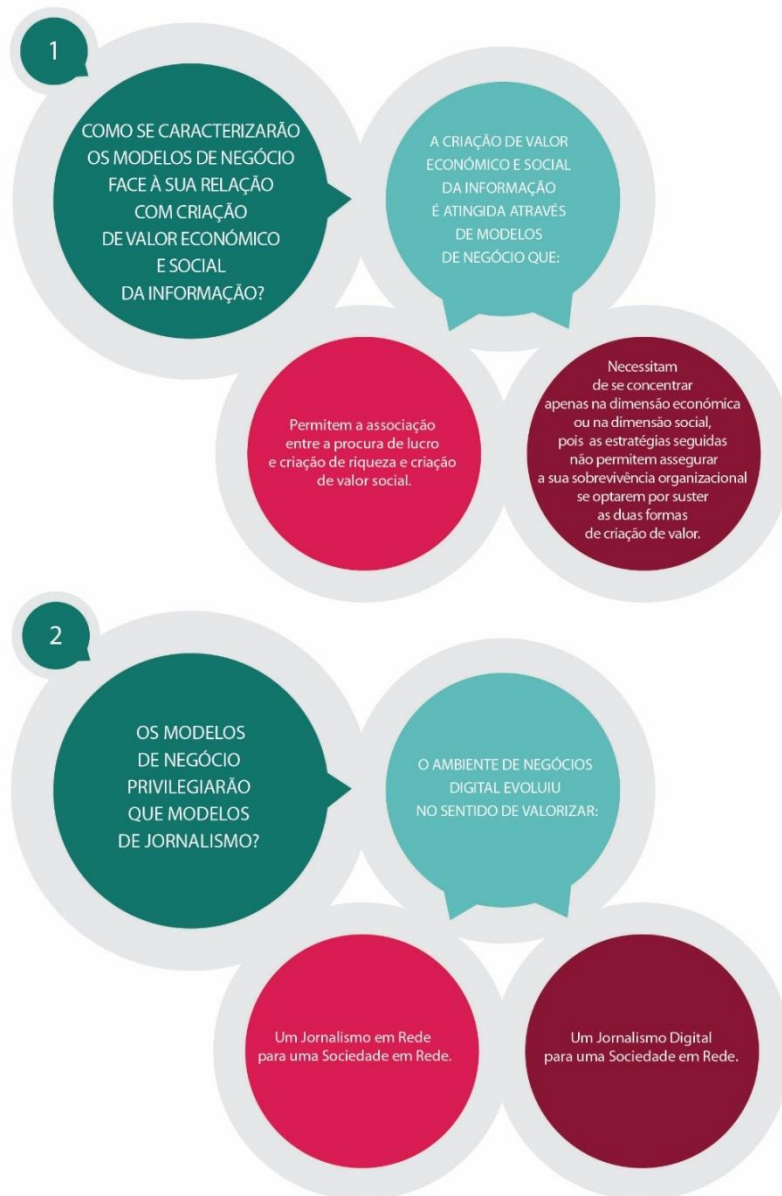 1
COMO SE CARACTERIZARÃO
OS MODELOS DE NEGÓCIO
FACE À SUA RELAÇÃO
COM CRIAÇÃO
DE VALOR ECONÓMICO
E SOCIAL
DA INFORMAÇÃO?
A CRIAÇÃO DE VALOR
ECONÓMICO E SOCIAL
DA INFORMAÇÃO
É ATINGIDA ATRAVÉS
DE MODELOS
DE NEGÓCIO QUE:
Permitem a associação
entre a procura de lucro
e criação de riqueza e criação
de valor social.
Necessitam
de se concentrar
apenas na dimensão económica
ou na dimensão social,
pois as estratégias seguidas
não permitem assegurar
a sua sobrevivência organizacional
se optarem por suster
as duas formas
de criação de valor.
2
OS MODELOS
DE NEGÓCIO
PRIVILEGIARÃO
QUE MODELOS
DE JORNALISMO?
O AMBIENTE DE NEGÓCIOS
DIGITAL EVOLUIU
NO SENTIDO DE VALORIZAR:
Um Jornalismo em Rede
para uma Sociedade em Rede.
Um Jornalismo Digital
para uma Sociedade em Rede.